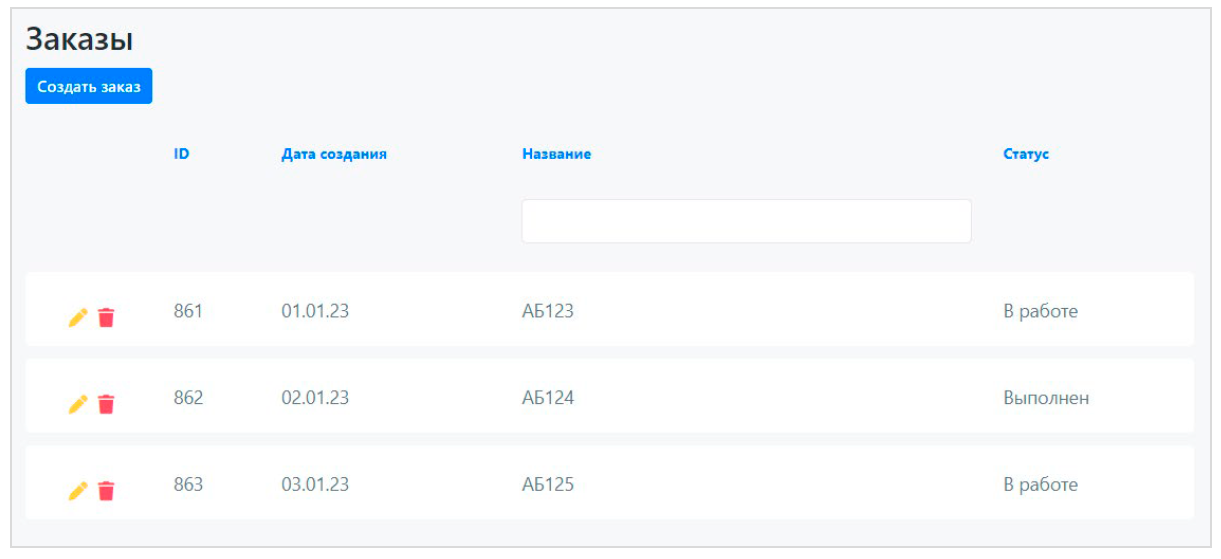 Заказы
Создать заказ
ID Дата создания Название Статус
861 01.01.23 АБ123 В работе
862 02.01.23 АБ124 Выполнен
863 03.01.23 АБ125 В работе